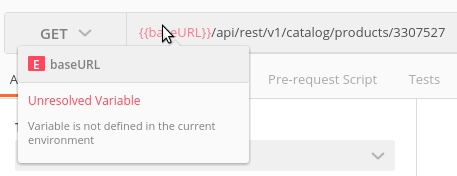 GET {{baseURL}}/api/rest/v1/catalog/products/3307527
E baseURL
A Pre-request Script Tests
Unresolved Variable
Variable is not defined in the current
environment